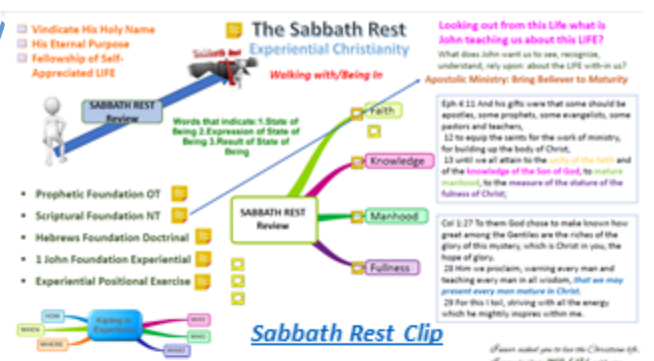 Vindicate His Holy Name
His Eternal Purpose
Fellowship of Self-
Appreciated LIFE
The Sabbath Rest
Experiential Christianity
Sabbath Rest
Walking with/Being In
Looking out from this Life what is
John teaching us about this LIFE?
What does John want us to see, recognize,
understand, rely upon: about the LIFE with-in us?
Apostolic Ministry: Bring Believer to Maturity
SABBATH REST
Review
Words that indicate: 1.State of
Being 2.Expression of State of
Being 3.Result of State of
Being
Faith
Knowledge
Manhood
Fullness
SABBATH REST
Review
Eph 4:11 And his gifts were that some should be
apostles, some prophets, some evangelists, some
pastors and teachers,
12 to equip the saints for the work of ministry,
for building up the body of Christ,
13 until we all attain to the unity of the faith and
of the knowledge of the Son of God, to mature
manhood, to the measure of the stature of the
fullness of Christ;
Prophetic Foundation OT
Scriptural Foundation NT
Hebrews Foundation Doctrinal
1 John Foundation Experiential
Experiential Positional Exercise
Col 1:27 To them God chose to make known how
great among the Gentiles are the riches of the
glory of this mystery, which is Christ in you, the
hope of glory.
28 Him we proclaim, warning every man and
teaching every man in all wisdom, that we may
present every man mature in Christ.
29 For this I toil, striving with all the energy
which he mightily inspires within me.
HOW
WHEN
WHERE
Kipling in
Experience
WHY
WHO
WHAT
Sabbath Rest Clip
the Christian life.